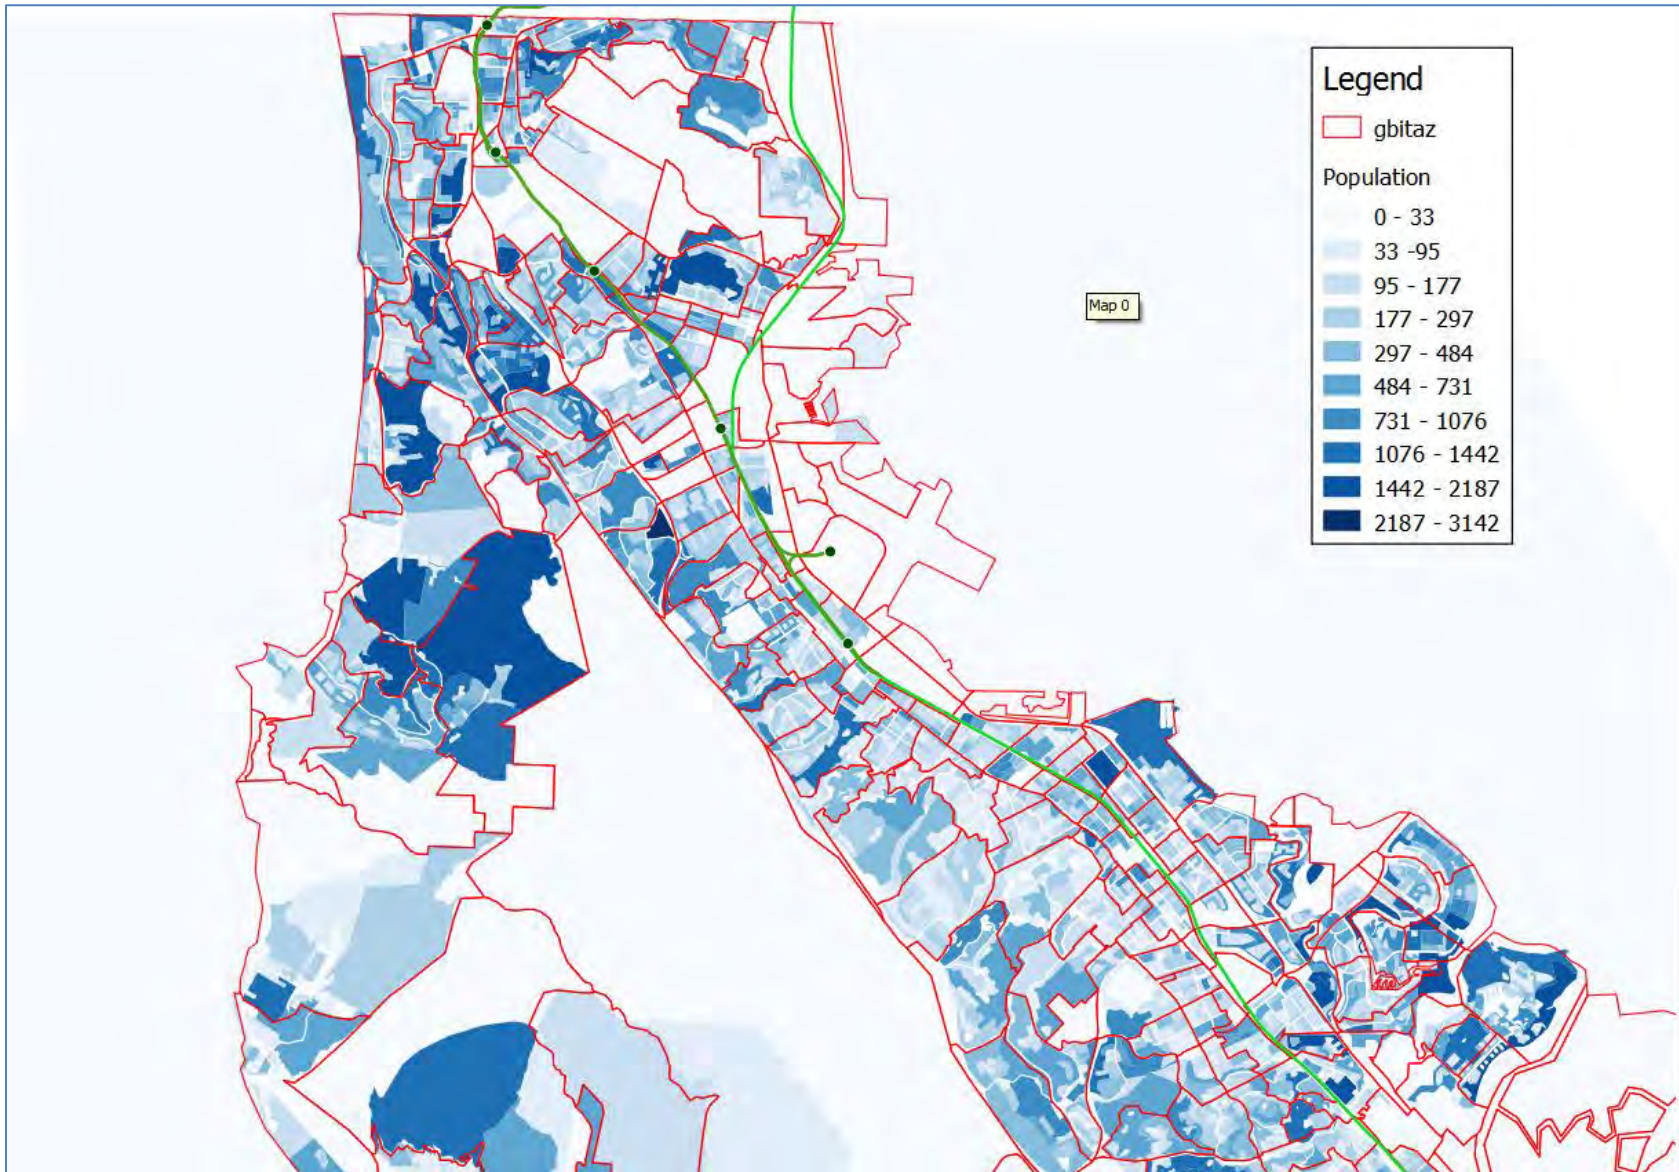 Legend
gbitaz
Population
0 - 33
33 -95
95 - 177
177 - 297
297 - 484
484 - 731
731 - 1076
1076 - 1442
1442 - 2187
2187 - 3142
Map 0